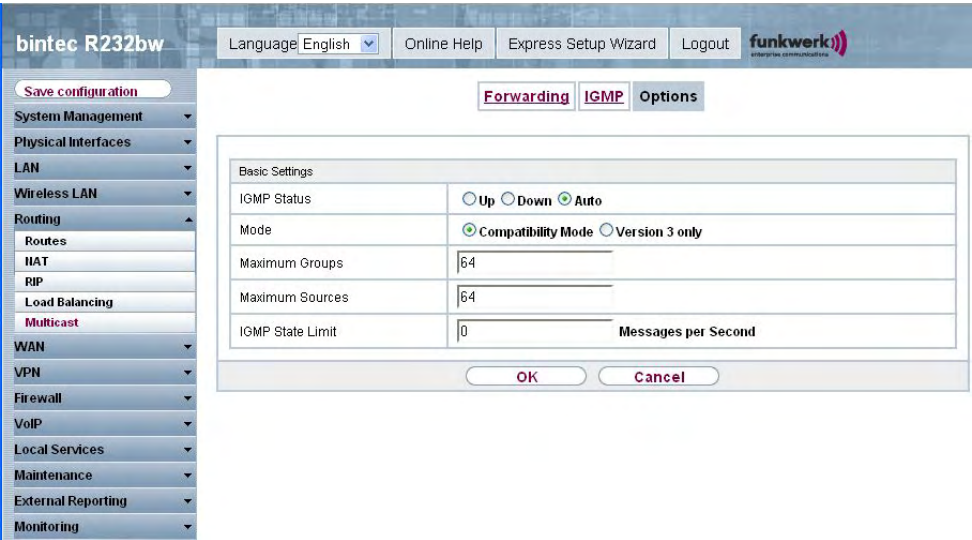 bintec R232bw
Language English Online Help Express Setup Wizard Logout funkwerk
enterprise communications
Save configuration
Forwarding IGMP Options
System Management
Physical Interfaces
LAN
Wireless LAN
Routing
Routes
NAT
RIP
Load Balancing
Multicast
WAN
VPN
Firewall
VoIP
Local Services
Maintenance
External Reporting
Monitoring
Basic Settings
IGMP Status Up Down Auto
Mode Compatibility Mode Version 3 only
Maximum Groups 64
Maximum Sources 64
IGMP State Limit 0 Messages per Second
OK Cancel